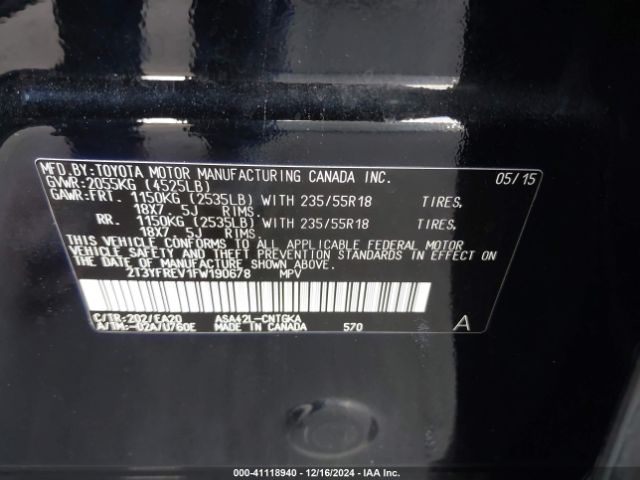 MFD.BY:TOYOTA MOTOR MANUFACTURING CANADA INC. 05/15
GVWR:2055KG (4525LB)
GAWR:FRT. 1150KG (2535LB) WITH 235/55R18 TIRES,
18X7. 5J RIMS.
RR. 1150KG (2535LB) WITH 235/55R18 TIRES,
18X7. 5J RIMS.
THIS VEHICLE CONFORMS TO ALL APPLICABLE FEDERAL MOTOR
VEHICLE SAFETY AND THEFT PREVENTION STANDARDS IN EFFECT ON
THE DATE OF MANUFACTURE SHOWN ABOVE.
2T3YFREV1FW190678 MPV
C/TR:202/EA20 ASA42L-CNTGKA
A/TM:-02A/U760E MADE IN CANADA 570 A
000-41118940 - 12/16/2024 - IAA Inc.